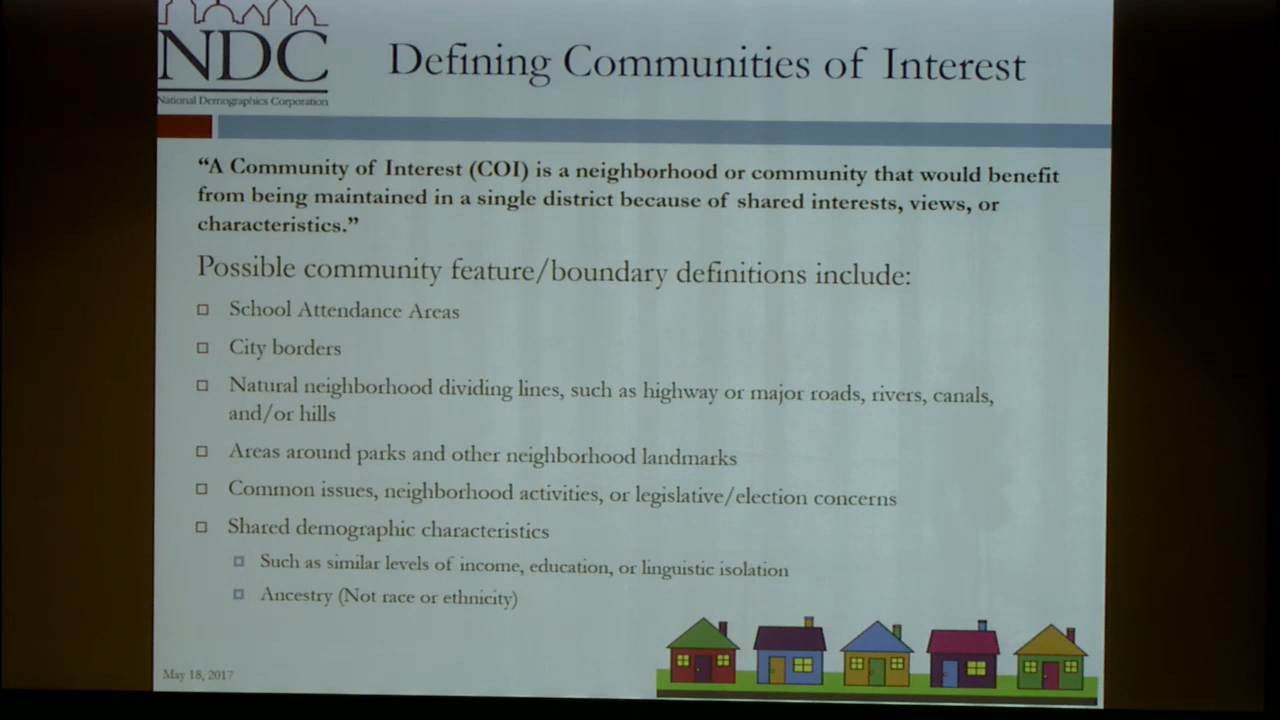 NDC
National Demographics Corporation
Defining Communities of Interest
“A Community of Interest (COI) is a neighborhood or community that would benefit
from being maintained in a single district because of shared interests, views, or
characteristics.”
Possible community feature/boundary definitions include:
School Attendance Areas
City borders
Natural neighborhood dividing lines, such as highway or major roads, rivers, canals,
and/or hills
Areas around parks and other neighborhood landmarks
Common issues, neighborhood activities, or legislative/election concerns
Shared demographic characteristics
Such as similar levels of income, education, or linguistic isolation
Ancestry (Not race or ethnicity)
May 18, 2017